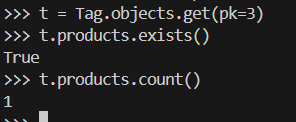 >>> t = Tag.objects.get(pk=3)
>>> t.products.exists()
True
>>> t.products.count()
1
>>>